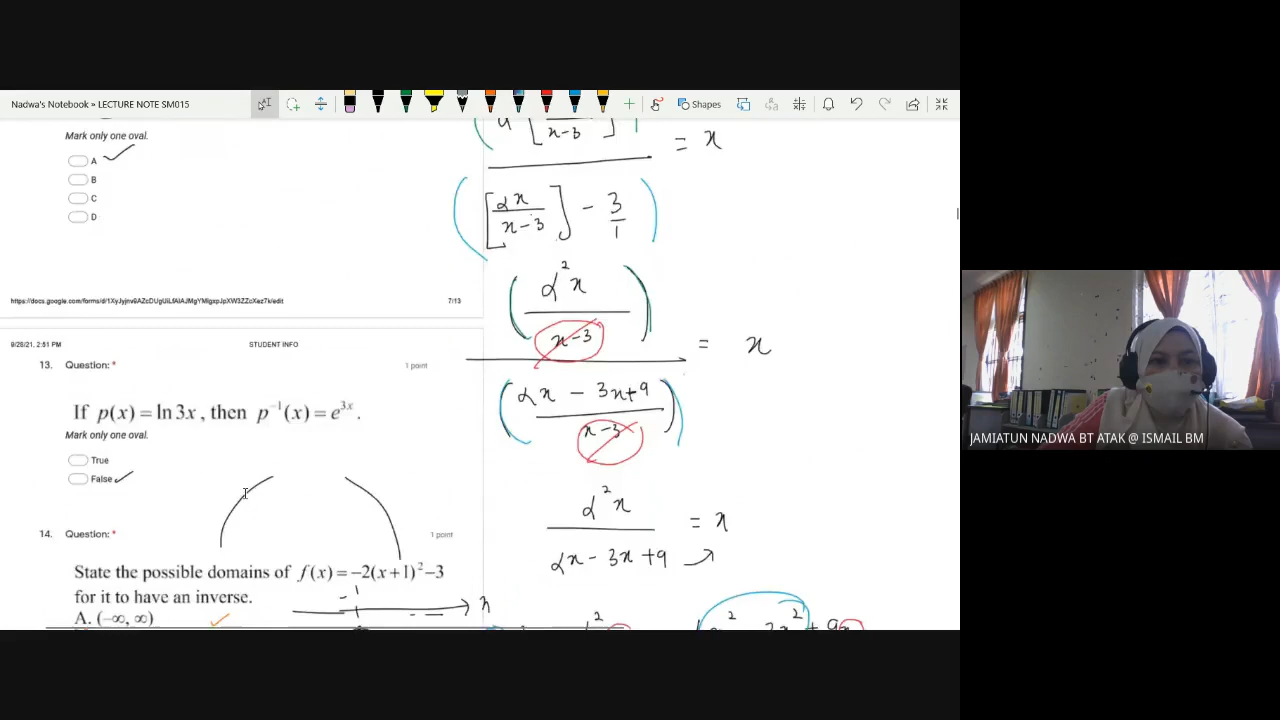 Nadwa's Notebook » LECTURE NOTE SM015
Shapes
Mark only one oval.
A
B
C
D
https://docs.google.com/forms/d/1XyJyjnv9AZcDUgUiLfAIAJMgYMigxpJpXW3ZZcXez7k/edit
7/13
9/28/21, 2:51 PM
STUDENT INFO
13. Question: *
1 point
If p(x) = ln 3x, then p⁻¹(x) = e³ˣ.
Mark only one oval.
True
False
14. Question: *
1 point
State the possible domains of f(x) = −2(x+1)² −3
for it to have an inverse.
A. (−∞, ∞)
-1
x
x-3
= x
[αx / x-3] - 3/1
(α²x / x-3)
= x
(αx - 3x+9 / x-3)
α²x
= x
αx - 3x +9
JAMIATUN NADWA BT ATAK @ ISMAIL BM